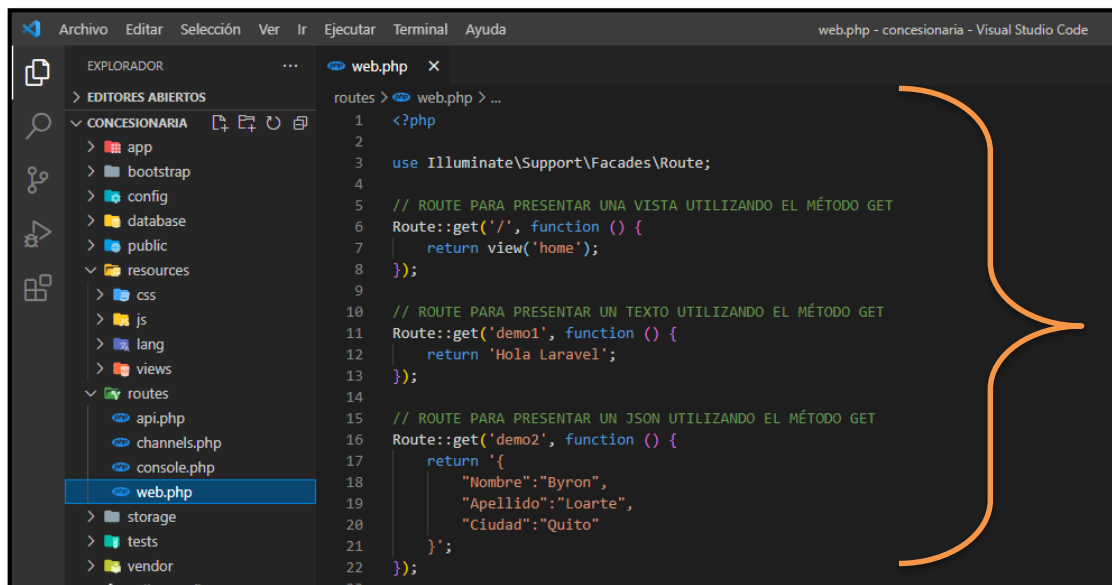 Archivo Editar Selección Ver Ir Ejecutar Terminal Ayuda
web.php - concesionaria - Visual Studio Code
EXPLORADOR ...
EDITORES ABIERTOS
CONCESIONARIA
app
bootstrap
config
database
public
resources
css
js
lang
views
routes
api.php
channels.php
console.php
web.php
storage
tests
vendor
web.php ×
routes > web.php > ...
1 <?php
2
3 use Illuminate\Support\Facades\Route;
4
5 // ROUTE PARA PRESENTAR UNA VISTA UTILIZANDO EL MÉTODO GET
6 Route::get('/', function () {
7 return view('home');
8 });
9
10 // ROUTE PARA PRESENTAR UN TEXTO UTILIZANDO EL MÉTODO GET
11 Route::get('demo1', function () {
12 return 'Hola Laravel';
13 });
14
15 // ROUTE PARA PRESENTAR UN JSON UTILIZANDO EL MÉTODO GET
16 Route::get('demo2', function () {
17 return '{
18 "Nombre":"Byron",
19 "Apellido":"Loarte",
20 "Ciudad":"Quito"
21 }';
22 });